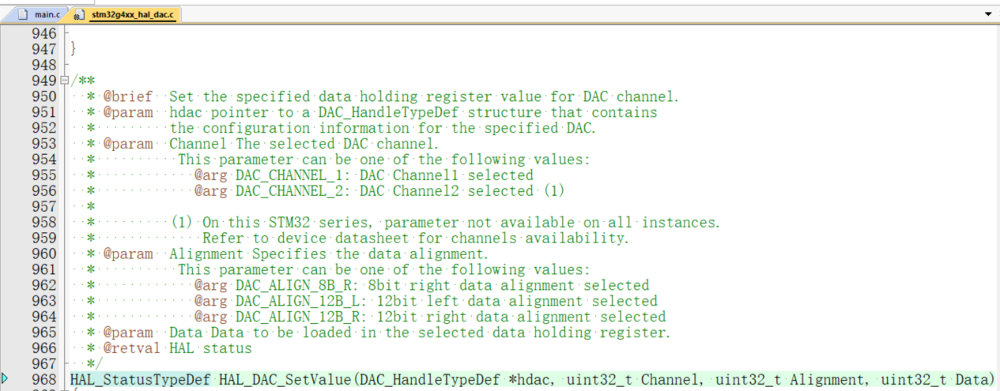 main.c stm32g4xx_hal_dac.c
946
947 }
948
949 /**
950 * @brief Set the specified data holding register value for DAC channel.
951 * @param hdac pointer to a DAC_HandleTypeDef structure that contains
952 * the configuration information for the specified DAC.
953 * @param Channel The selected DAC channel.
954 * This parameter can be one of the following values:
955 * @arg DAC_CHANNEL_1: DAC Channel1 selected
956 * @arg DAC_CHANNEL_2: DAC Channel2 selected (1)
957 *
958 * (1) On this STM32 series, parameter not available on all instances.
959 * Refer to device datasheet for channels availability.
960 * @param Alignment Specifies the data alignment.
961 * This parameter can be one of the following values:
962 * @arg DAC_ALIGN_8B_R: 8bit right data alignment selected
963 * @arg DAC_ALIGN_12B_L: 12bit left data alignment selected
964 * @arg DAC_ALIGN_12B_R: 12bit right data alignment selected
965 * @param Data Data to be loaded in the selected data holding register.
966 * @retval HAL status
967 */
968 HAL_StatusTypeDef HAL_DAC_SetValue(DAC_HandleTypeDef *hdac, uint32_t Channel, uint32_t Alignment, uint32_t Data)